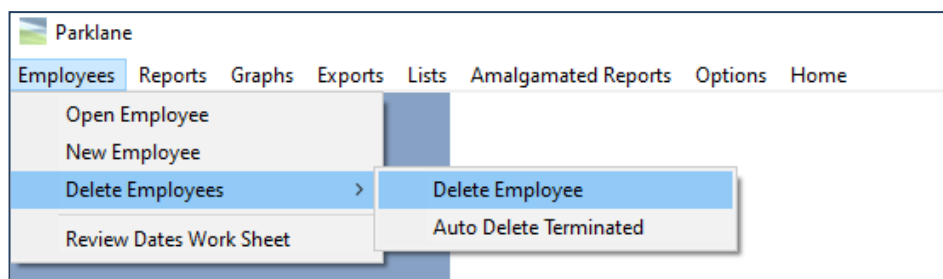 Parklane
Employees Reports Graphs Exports Lists Amalgamated Reports Options Home
Open Employee
New Employee
Delete Employees >
Delete Employee
Auto Delete Terminated
Review Dates Work Sheet